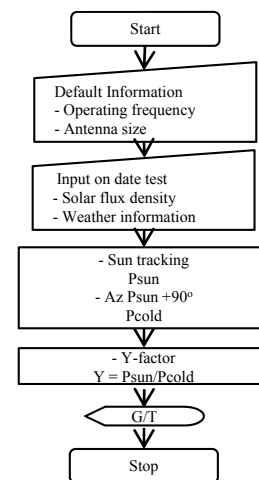 Start
Default Information
- Operating frequency
- Antenna size
Input on date test
- Solar flux density
- Weather information
- Sun tracking
Psun
- Az Psun +90º
Pcold
- Y-factor
Y = Psun/Pcold
G/T
Stop